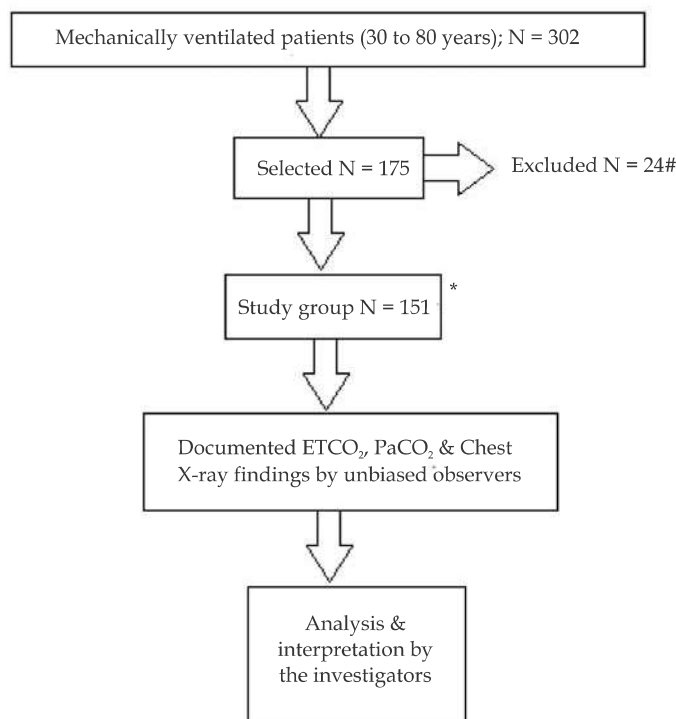 Mechanically ventilated patients (30 to 80 years); N = 302
Selected N = 175
Excluded N = 24#
Study group N = 151
*
Documented ETCO₂, PaCO₂ & Chest
X-ray findings by unbiased observers
Analysis &
interpretation by
the investigators